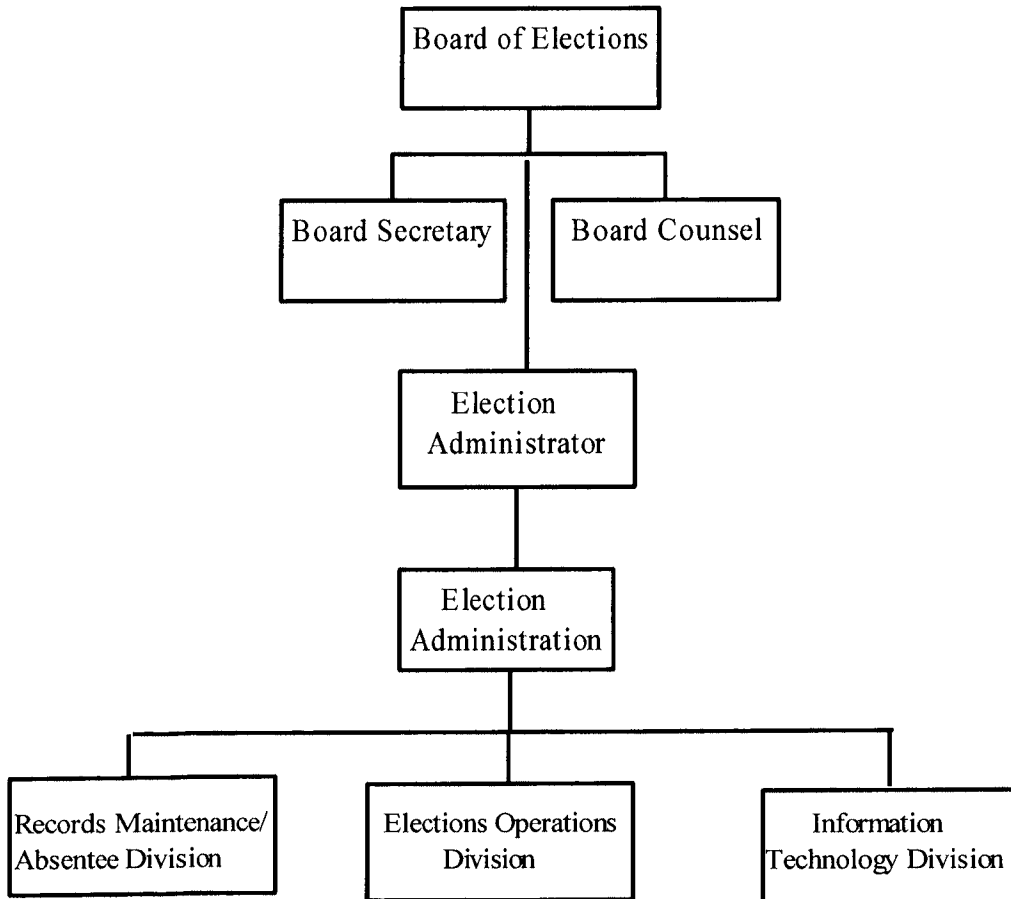 Board of Elections
Board Secretary
Board Counsel
Election
Administrator
Election
Administration
Records Maintenance/
Absentee Division
Elections Operations
Division
Information
Technology Division